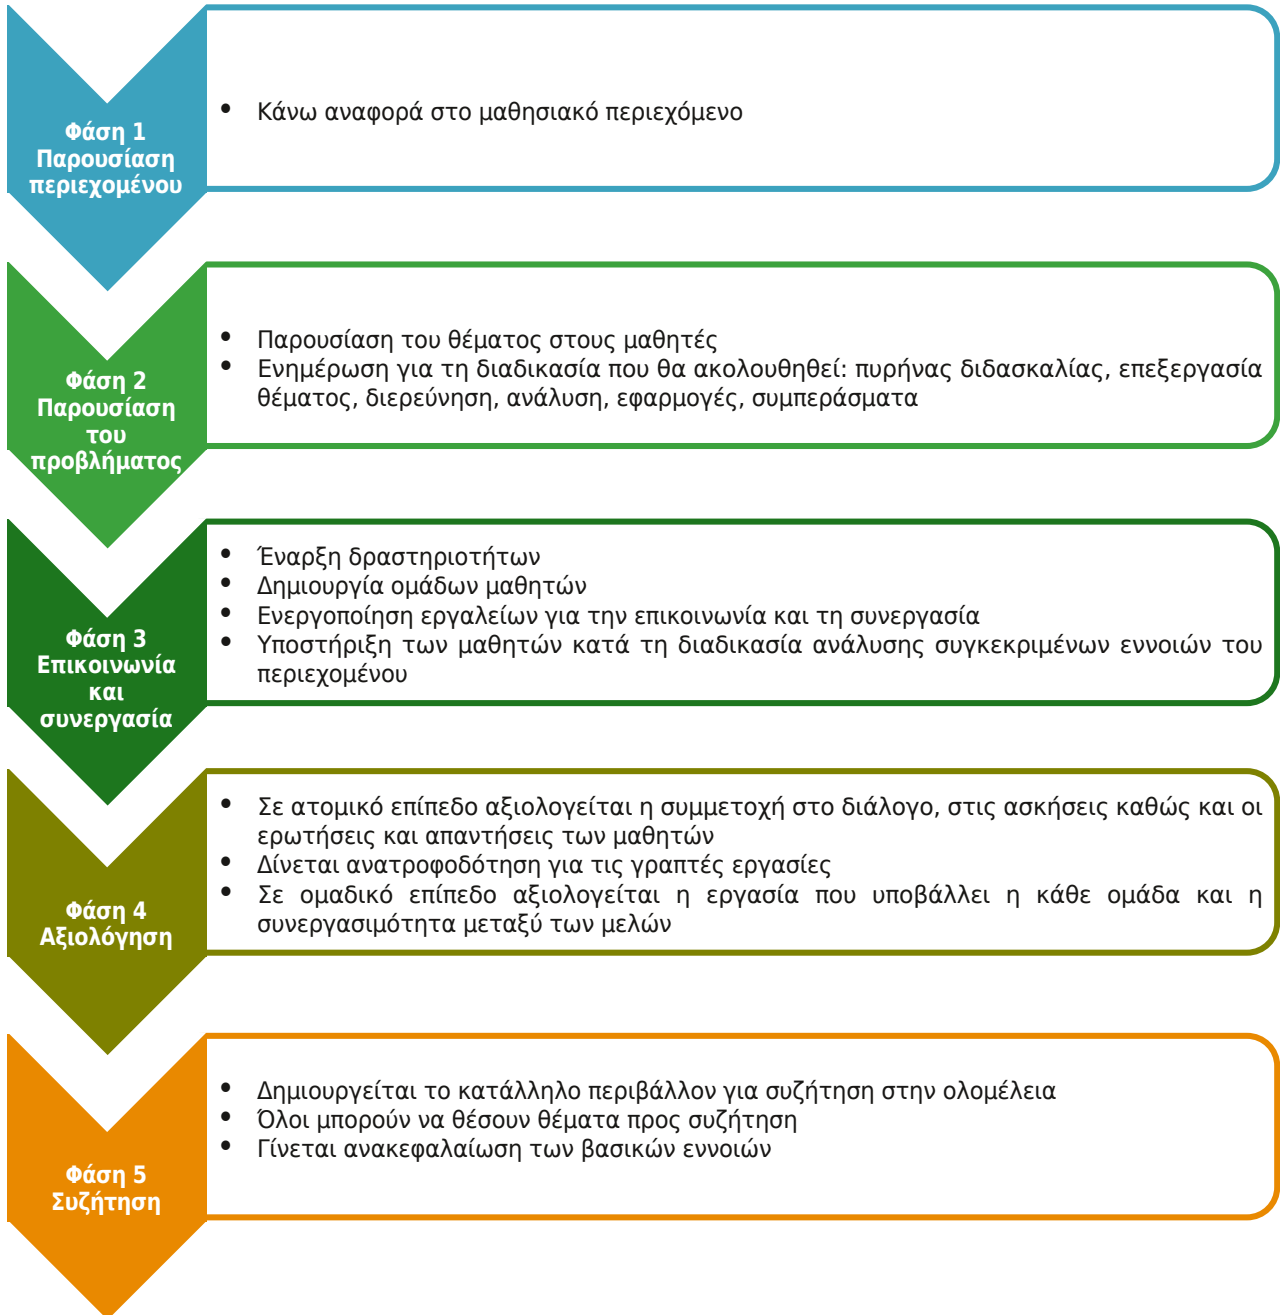 Φάση 1
Παρουσίαση
περιεχομένου
• Κάνω αναφορά στο μαθησιακό περιεχόμενο
Φάση 2
Παρουσίαση
του
προβλήματος
• Παρουσίαση του θέματος στους μαθητές
• Ενημέρωση για τη διαδικασία που θα ακολουθηθεί: πυρήνας διδασκαλίας, επεξεργασία
θέματος, διερεύνηση, ανάλυση, εφαρμογές, συμπεράσματα
Φάση 3
Επικοινωνία
και
συνεργασία
• Έναρξη δραστηριοτήτων
• Δημιουργία ομάδων μαθητών
• Ενεργοποίηση εργαλείων για την επικοινωνία και τη συνεργασία
• Υποστήριξη των μαθητών κατά τη διαδικασία ανάλυσης συγκεκριμένων εννοιών του
περιεχομένου
Φάση 4
Αξιολόγηση
• Σε ατομικό επίπεδο αξιολογείται η συμμετοχή στο διάλογο, στις ασκήσεις καθώς και οι
ερωτήσεις και απαντήσεις των μαθητών
• Δίνεται ανατροφοδότηση για τις γραπτές εργασίες
• Σε ομαδικό επίπεδο αξιολογείται η εργασία που υποβάλλει η κάθε ομάδα και η
συνεργασιμότητα μεταξύ των μελών
Φάση 5
Συζήτηση
• Δημιουργείται το κατάλληλο περιβάλλον για συζήτηση στην ολομέλεια
• Όλοι μπορούν να θέσουν θέματα προς συζήτηση
• Γίνεται ανακεφαλαίωση των βασικών εννοιών